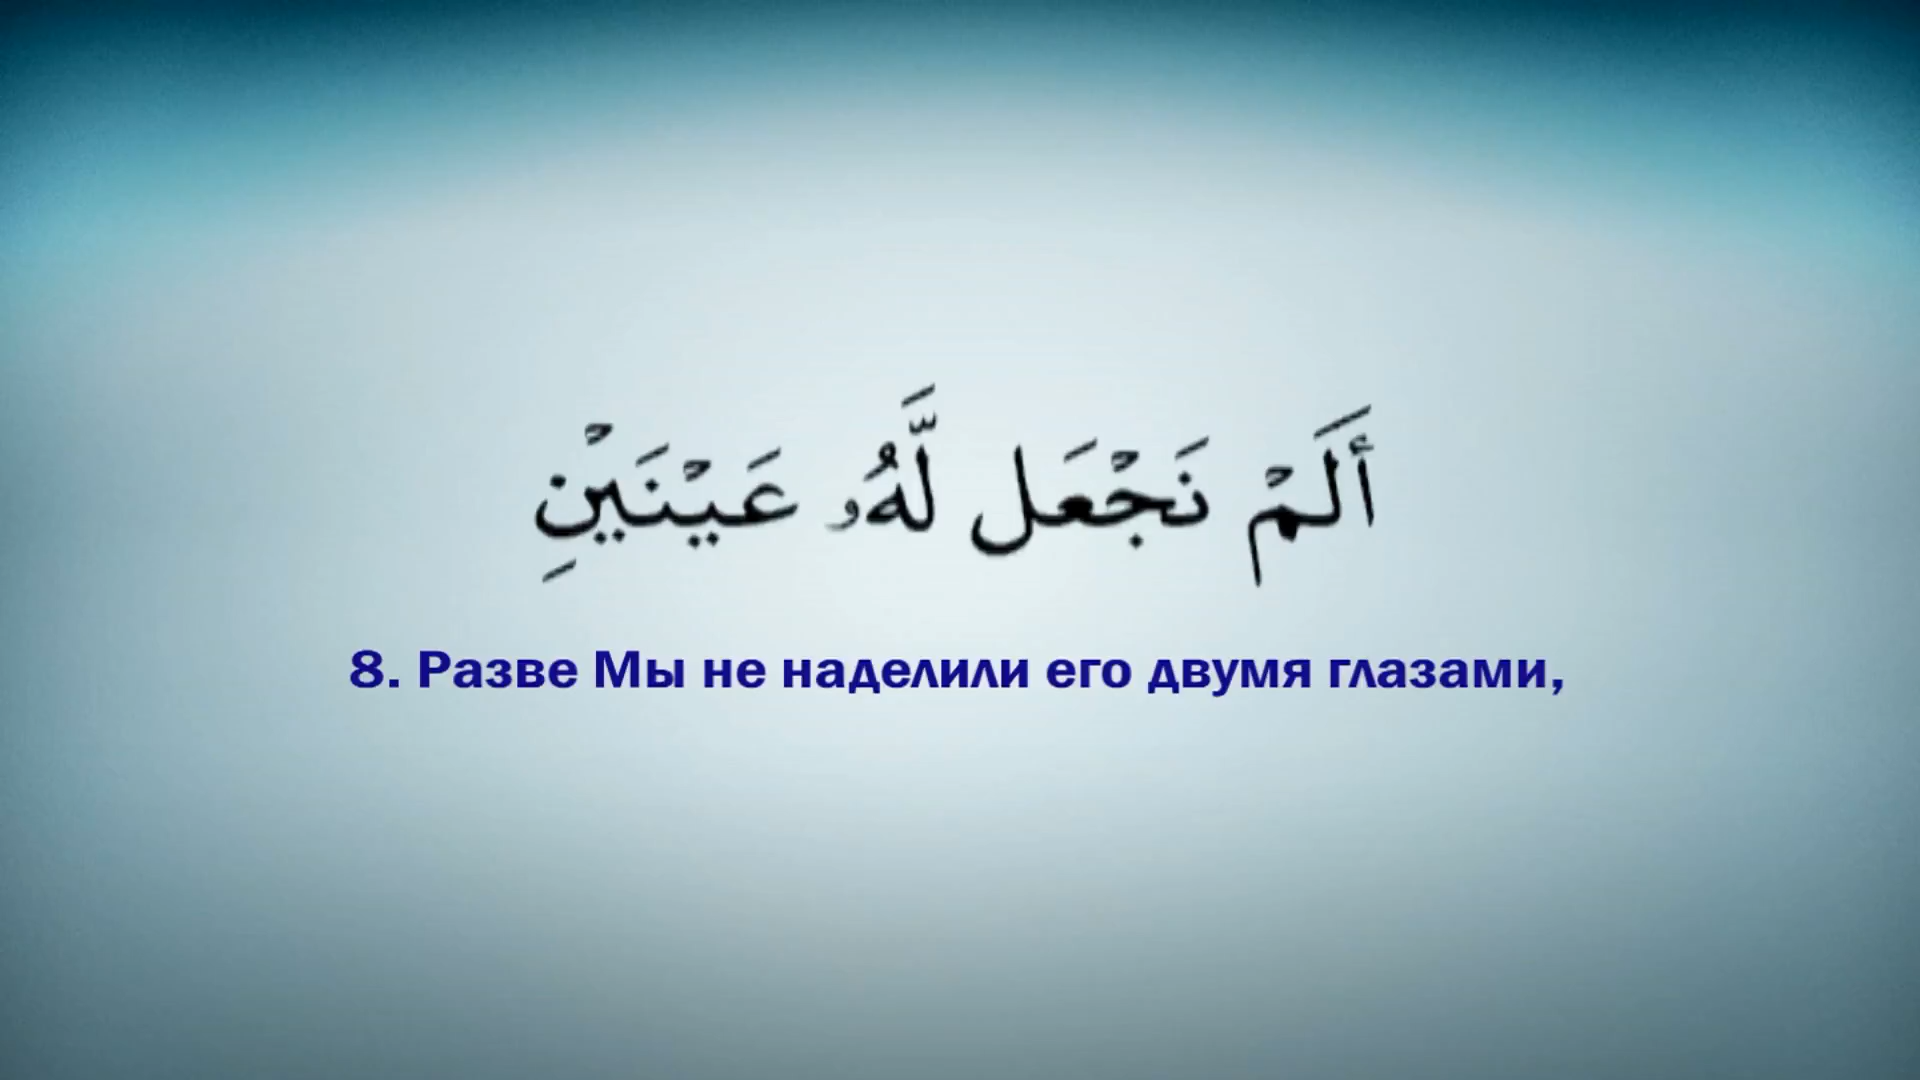 أَلَمْ نَجْعَل لَّهُۥ عَيْنَيْنِ
8. Разве Мы не наделили его двумя глазами,